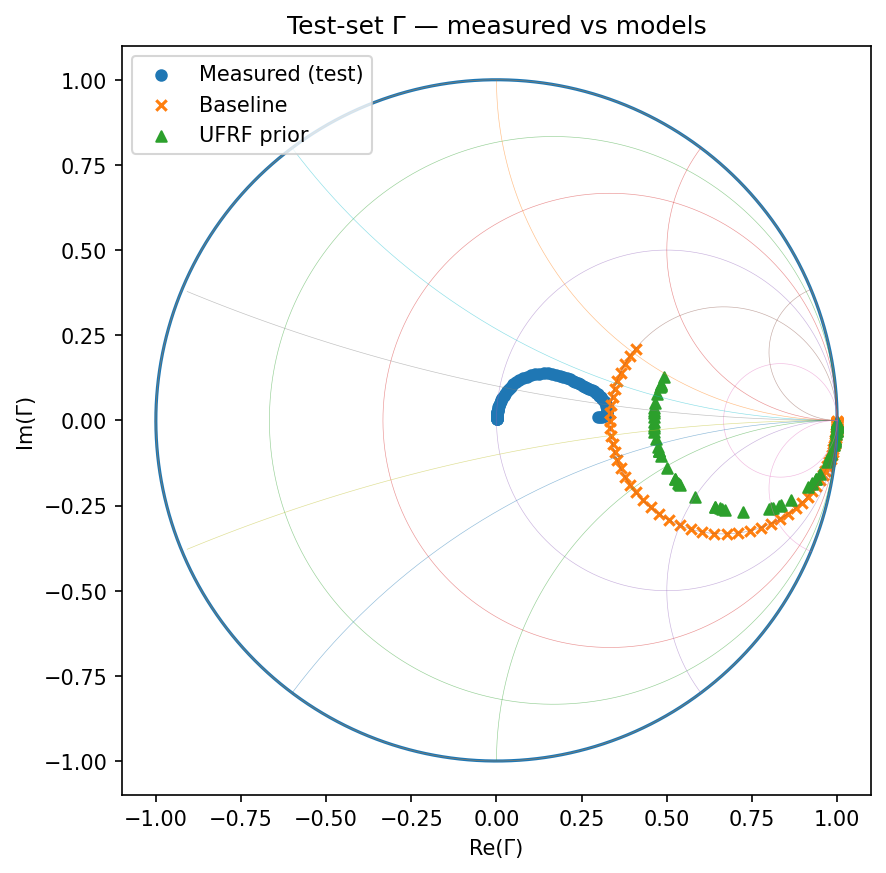 Test-set Γ — measured vs models
Measured (test)
Baseline
UFRF prior
1.00
0.75
0.50
0.25
0.00
−0.25
−0.50
−0.75
−1.00
Im(Γ)
−1.00 −0.75 −0.50 −0.25 0.00 0.25 0.50 0.75 1.00
Re(Γ)